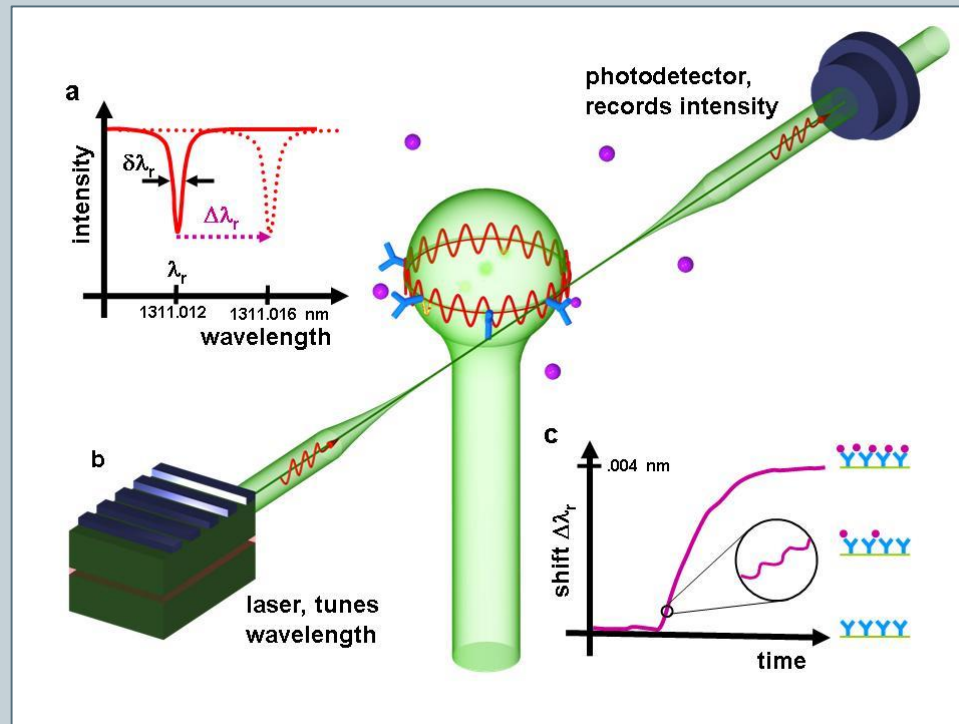 a
intensity
δλr
Δλr
λr
1311.012 1311.016 nm
wavelength
photodetector,
records intensity
b
laser, tunes
wavelength
c
.004 nm
shift Δλr
time